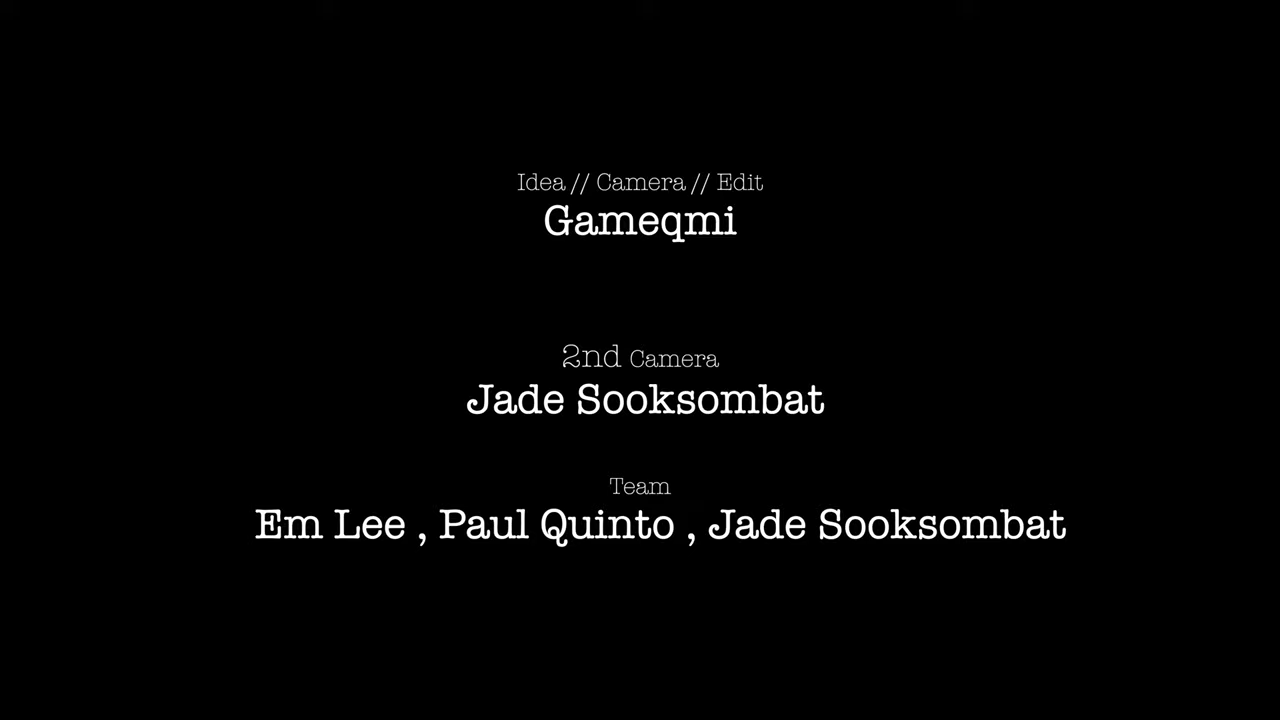 Idea // Camera // Edit
Gameqmi
2nd Camera
Jade Sooksombat
Team
Em Lee , Paul Quinto , Jade Sooksombat